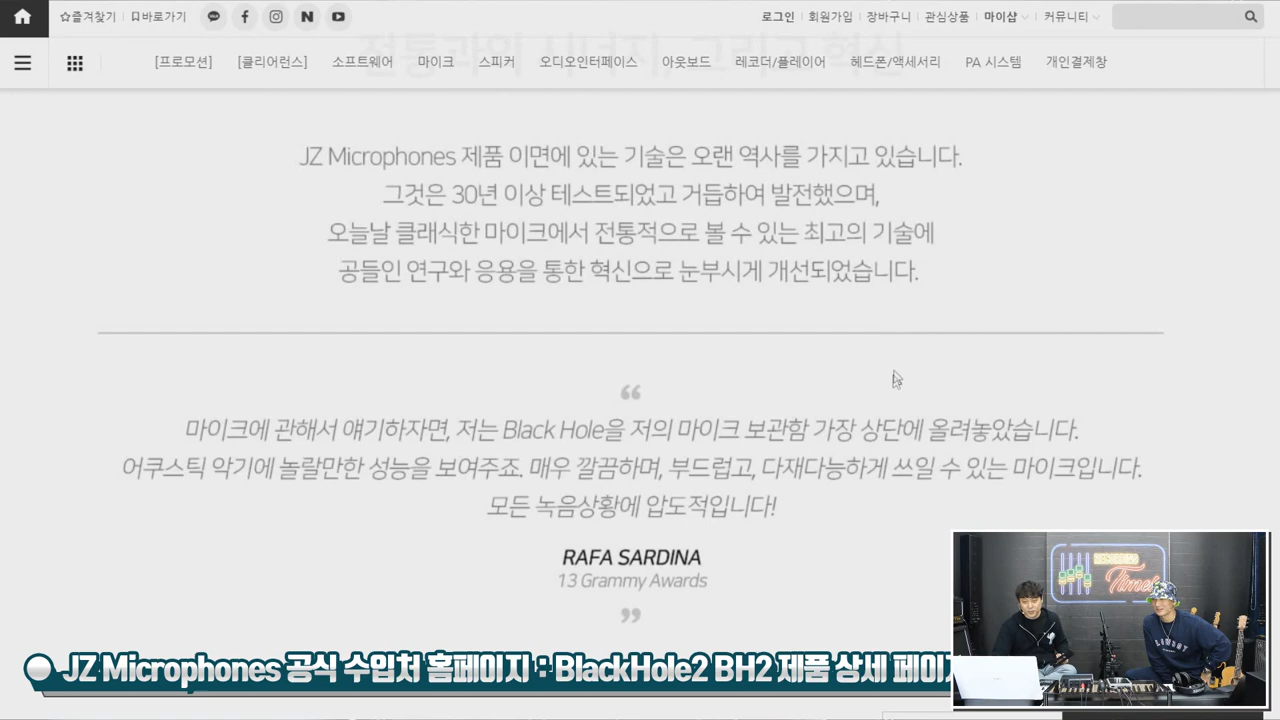 ☆즐겨찾기 바로가기 로그인 회원가입 장바구니 관심상품 마이샵 커뮤니티
[프로모션] [클리어런스] 소프트웨어 마이크 스피커 오디오인터페이스 아웃보드 레코더/플레이어 헤드폰/액세서리 PA 시스템 개인결제창
JZ Microphones 제품 이면에 있는 기술은 오랜 역사를 가지고 있습니다.
그것은 30년 이상 테스트되었고 거듭하여 발전했으며,
오늘날 클래식한 마이크에서 전통적으로 볼 수 있는 최고의 기술에
공들인 연구와 응용을 통한 혁신으로 눈부시게 개선되었습니다.
“
마이크에 관해서 얘기하자면, 저는 Black Hole을 저의 마이크 보관함 가장 상단에 올려놓았습니다.
어쿠스틱 악기에 놀랄만한 성능을 보여주죠. 매우 깔끔하며, 부드럽고, 다재다능하게 쓰일 수 있는 마이크입니다.
모든 녹음상황에 압도적입니다!
RAFA SARDINA
13 Grammy Awards
”
Times
JZ Microphones 공식 수입처 홈페이지 : BlackHole2 BH2 제품 상세 페이지